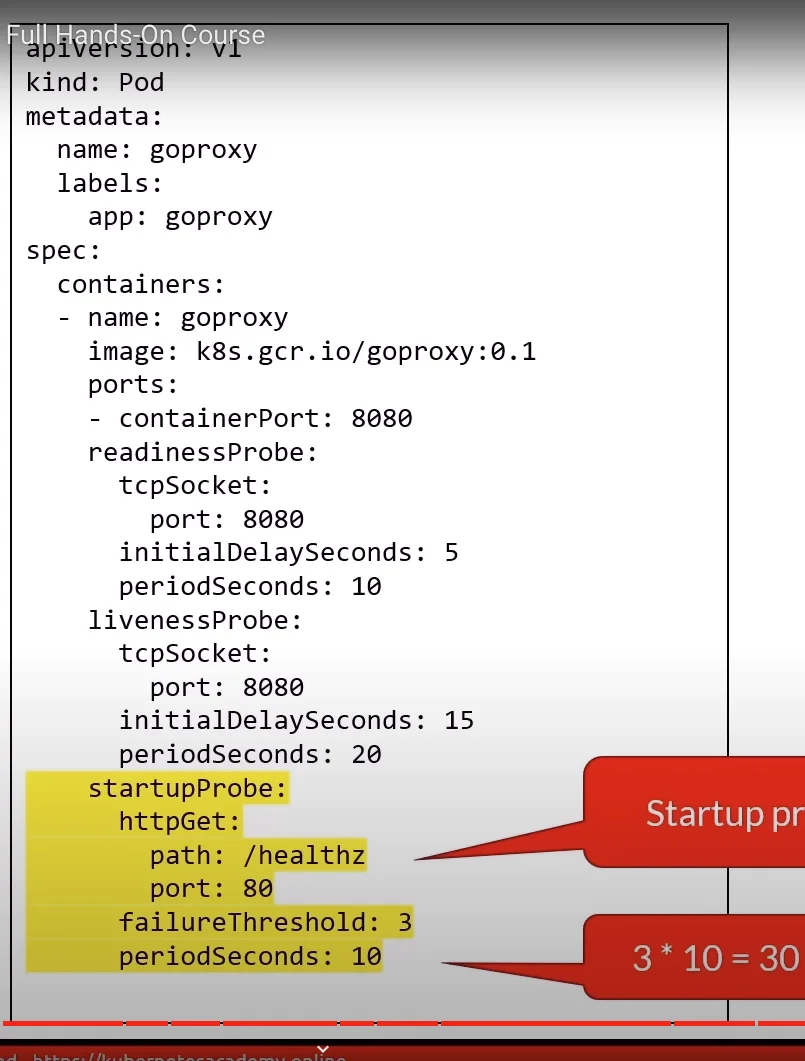 Full Hands-On Course
apiVersion: v1
kind: Pod
metadata:
  name: goproxy
  labels:
    app: goproxy
spec:
  containers:
  - name: goproxy
    image: k8s.gcr.io/goproxy:0.1
    ports:
    - containerPort: 8080
    readinessProbe:
      tcpSocket:
        port: 8080
      initialDelaySeconds: 5
      periodSeconds: 10
    livenessProbe:
      tcpSocket:
        port: 8080
      initialDelaySeconds: 15
      periodSeconds: 20
    startupProbe:
      httpGet:
        path: /healthz
        port: 80
      failureThreshold: 3
      periodSeconds: 10
Startup pr
3 * 10 = 30
https://kubernetesacademy.online